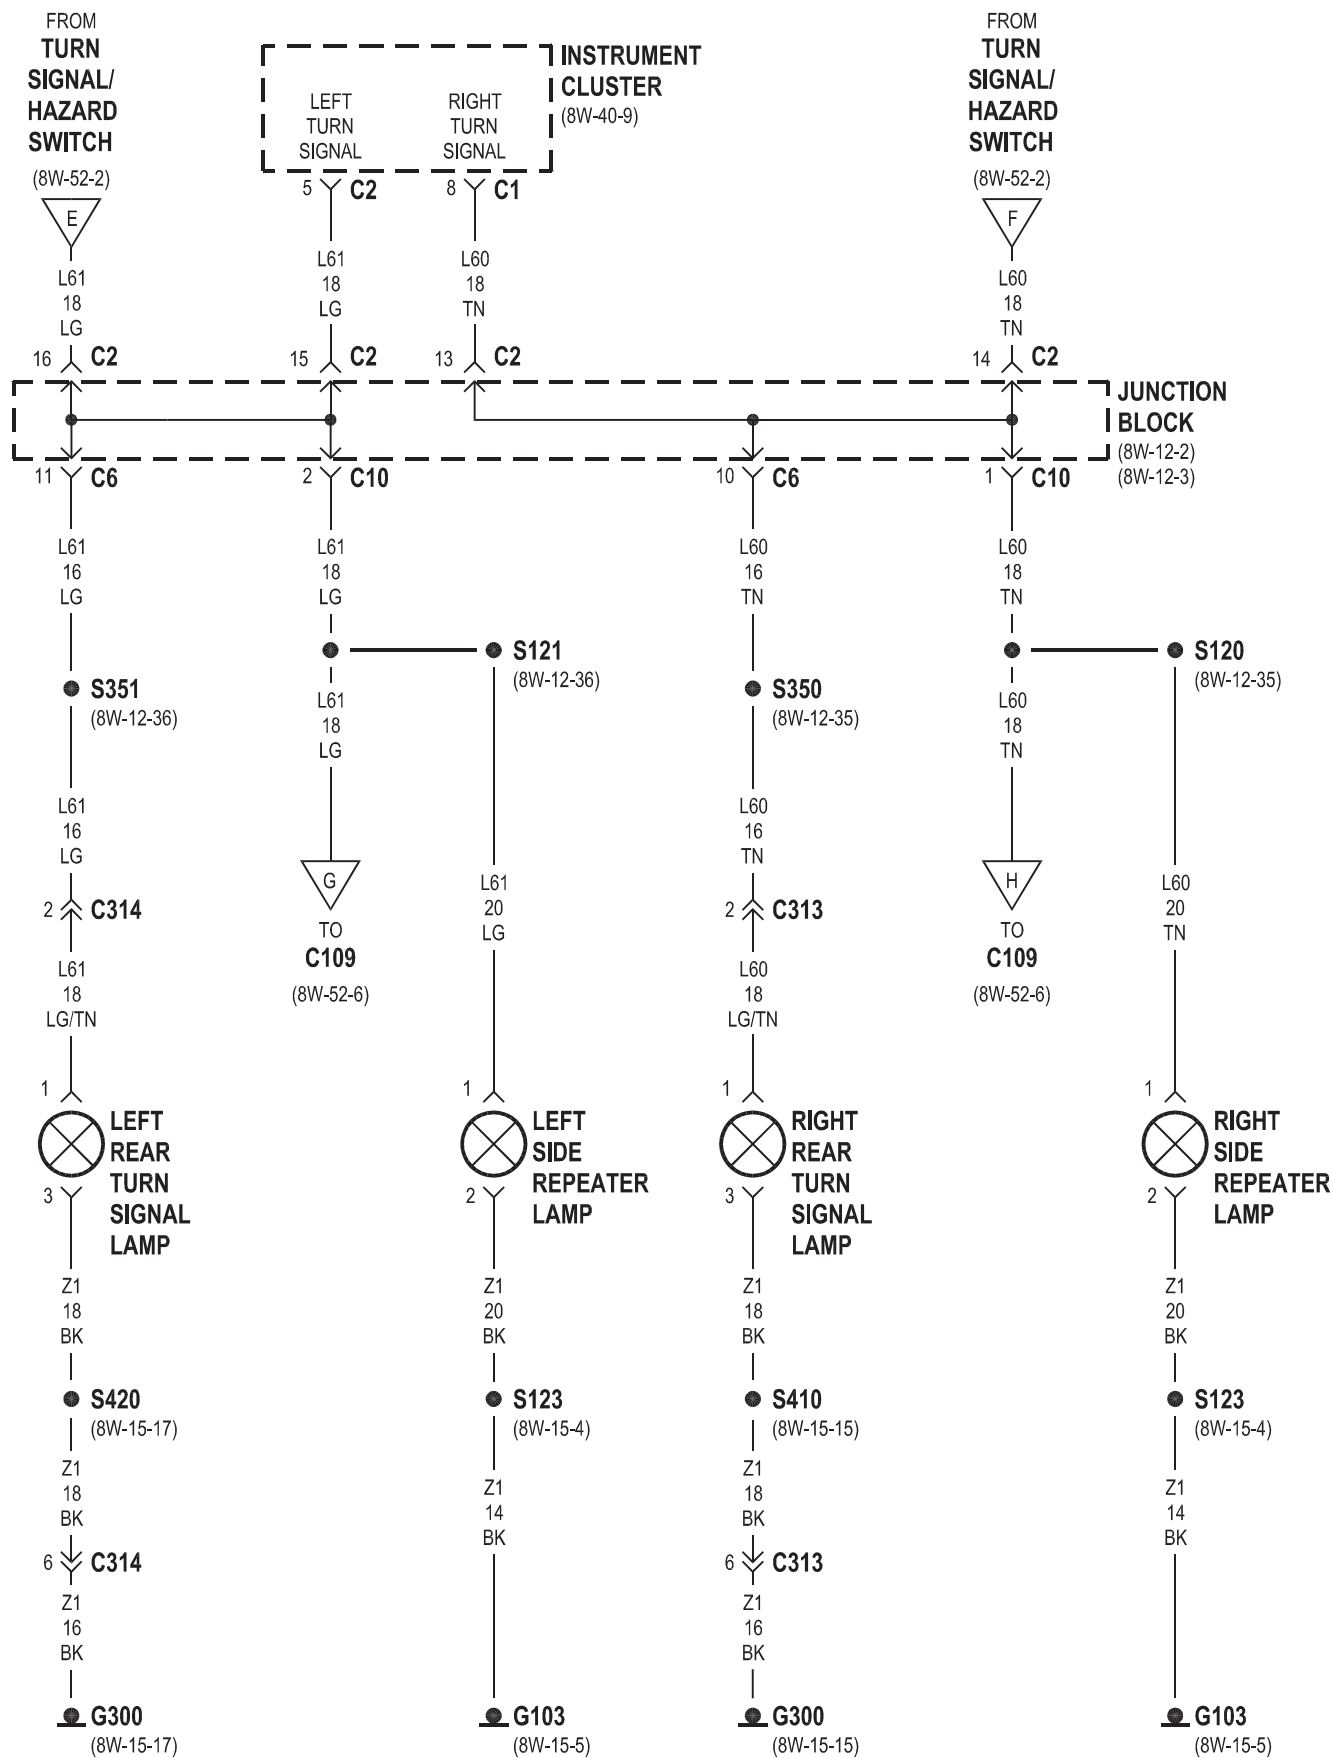 FROM
TURN
SIGNAL/
HAZARD
SWITCH
(8W-52-2)
E
L61
18
LG
16 C2
INSTRUMENT
CLUSTER
(8W-40-9)
LEFT
TURN
SIGNAL
RIGHT
TURN
SIGNAL
5 C2
8 C1
L61
18
LG
L60
18
TN
15 C2
13 C2
FROM
TURN
SIGNAL/
HAZARD
SWITCH
(8W-52-2)
F
L60
18
TN
14 C2
JUNCTION
BLOCK
(8W-12-2)
(8W-12-3)
11 C6
L61
16
LG
S351
(8W-12-36)
L61
16
LG
2 C314
L61
18
LG/TN
1
LEFT
REAR
TURN
SIGNAL
LAMP
3
Z1
18
BK
S420
(8W-15-17)
Z1
18
BK
6 C314
Z1
16
BK
G300
(8W-15-17)
2 C10
L61
18
LG
S121
(8W-12-36)
L61
18
LG
G
TO
C109
(8W-52-6)
L61
20
LG
1
LEFT
SIDE
REPEATER
LAMP
2
Z1
20
BK
S123
(8W-15-4)
Z1
14
BK
G103
(8W-15-5)
10 C6
L60
16
TN
S350
(8W-12-35)
L60
16
TN
2 C313
L60
18
LG/TN
1
RIGHT
REAR
TURN
SIGNAL
LAMP
3
Z1
18
BK
S410
(8W-15-15)
Z1
18
BK
6 C313
Z1
16
BK
G300
(8W-15-15)
1 C10
L60
18
TN
S120
(8W-12-35)
L60
18
TN
H
TO
C109
(8W-52-6)
L60
20
TN
1
RIGHT
SIDE
REPEATER
LAMP
2
Z1
20
BK
S123
(8W-15-4)
Z1
14
BK
G103
(8W-15-5)